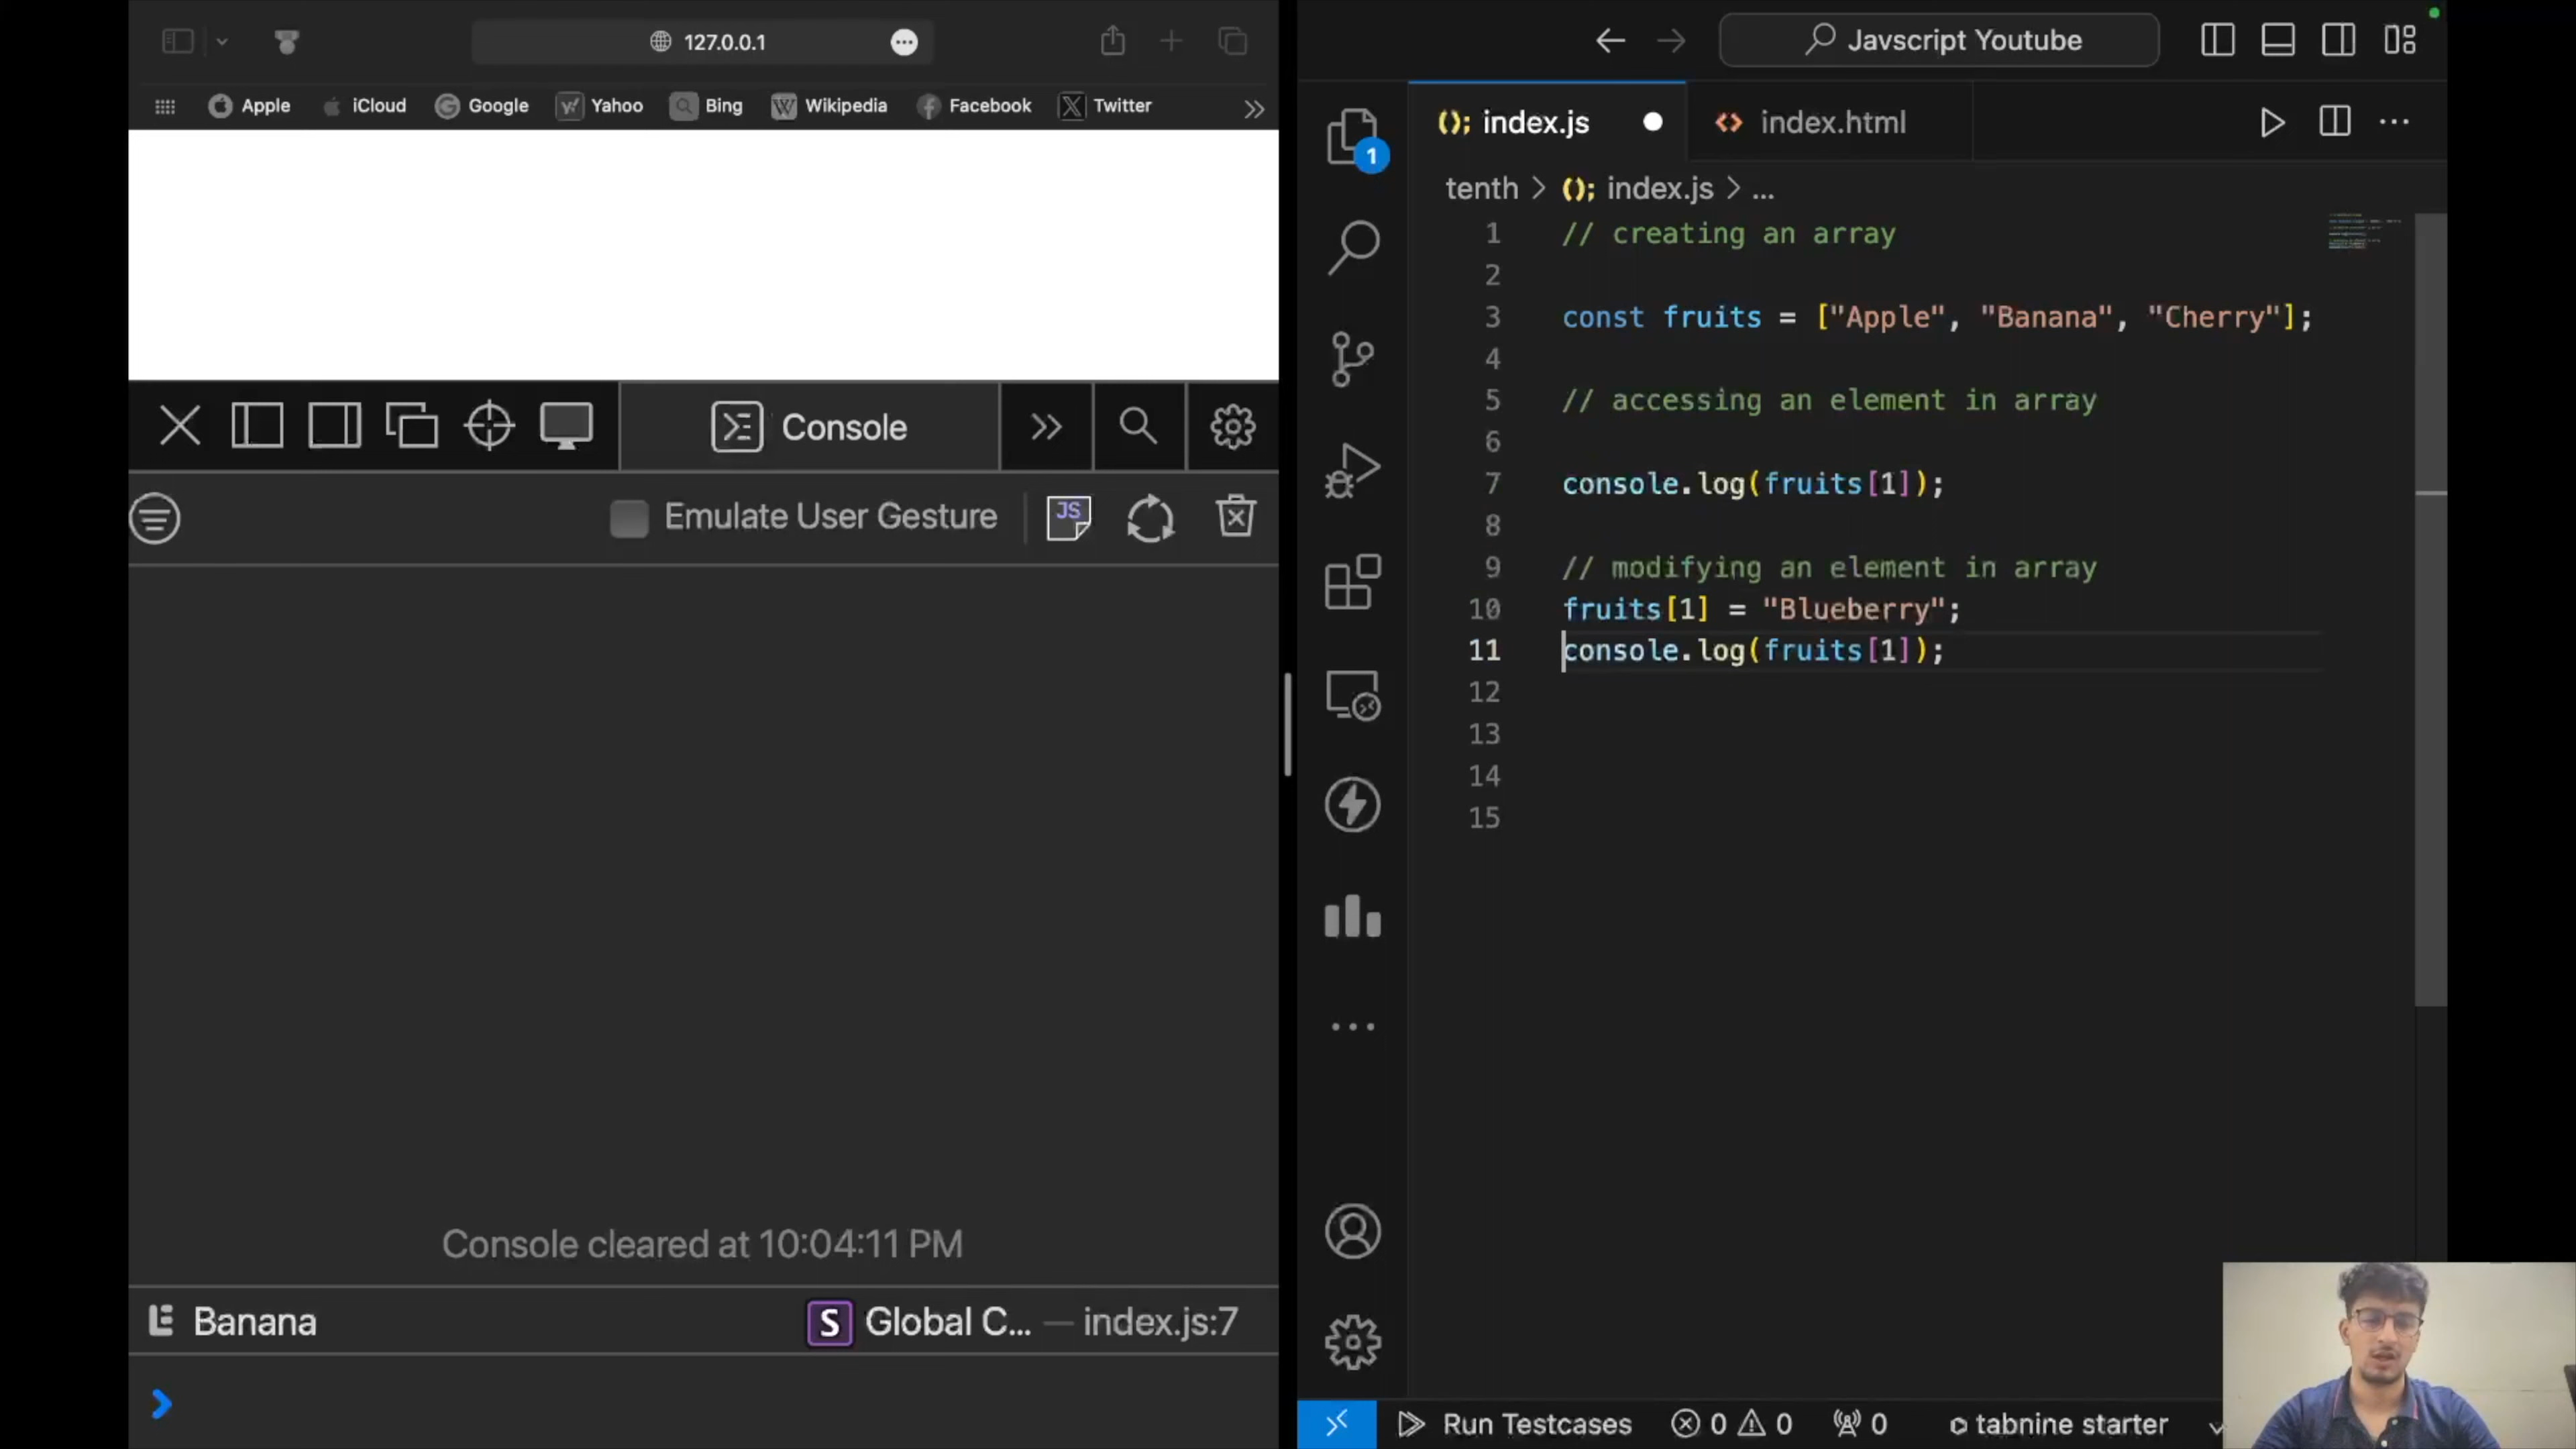 127.0.0.1
Apple iCloud Google Yahoo Bing Wikipedia Facebook Twitter
Console
Emulate User Gesture
Console cleared at 10:04:11 PM
Banana Global C... — index.js:7
Javscript Youtube
index.js index.html
tenth > index.js > ...
1 // creating an array
2
3 const fruits = ["Apple", "Banana", "Cherry"];
4
5 // accessing an element in array
6
7 console.log(fruits[1]);
8
9 // modifying an element in array
10 fruits[1] = "Blueberry";
11 console.log(fruits[1]);
12
13
14
15
1
Run Testcases 0 0 0 tabnine starter